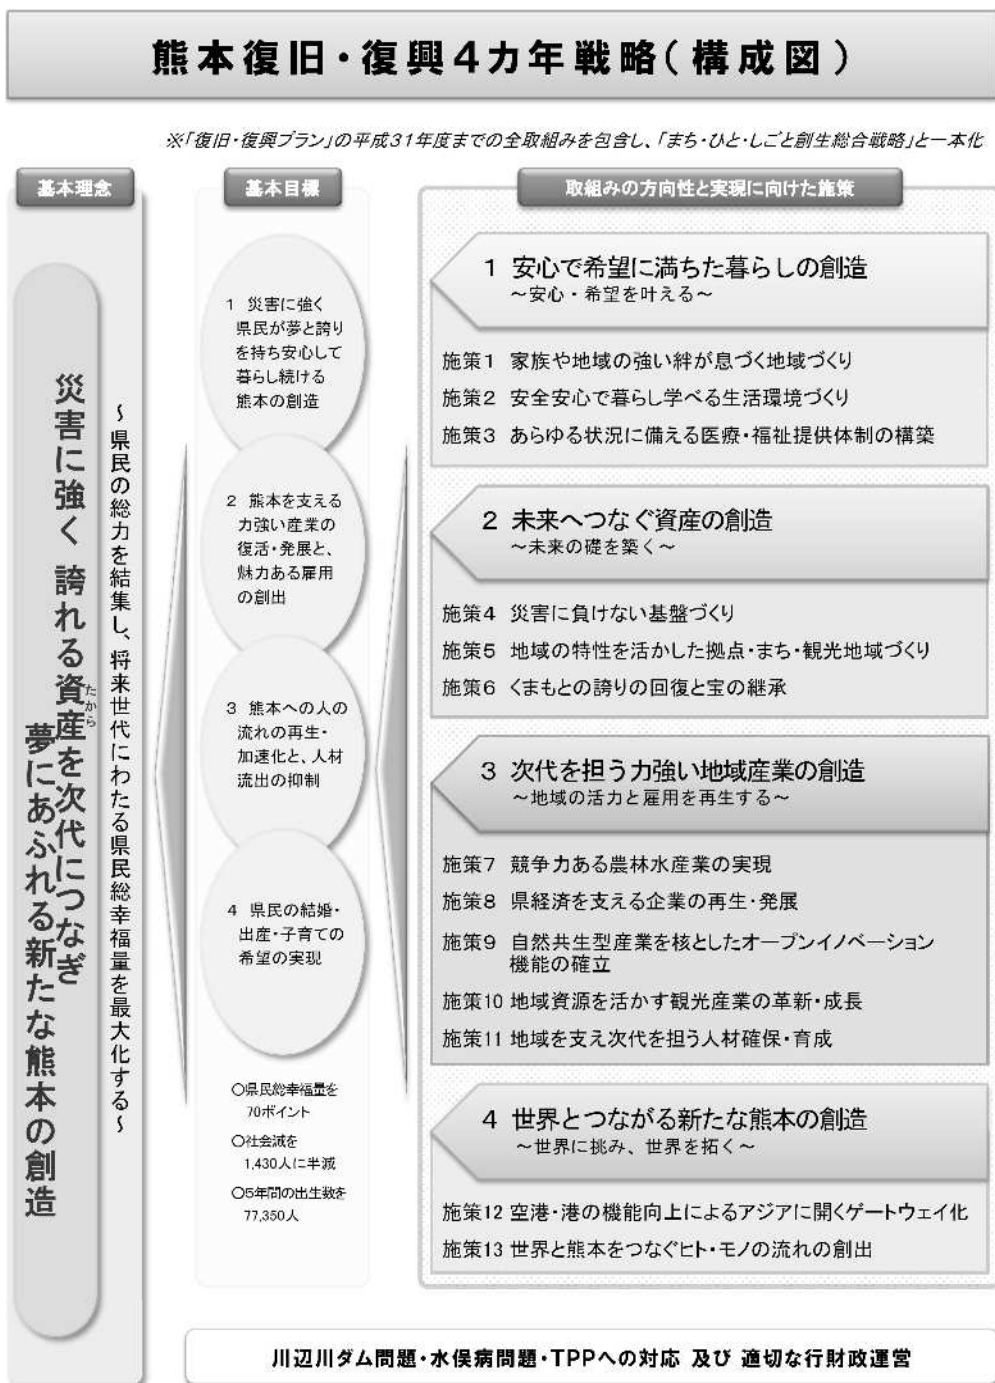 熊本復旧・復興4カ年戦略(構成図)
※「復旧・復興プラン」の平成31年度までの全取組みを包含し、「まち・ひと・しごと創生総合戦略」と一本化
基本理念
災害に強く 誇れる資産を次代につなぎ
たから
夢にあふれる新たな熊本の創造
~県民の総力を結集し、将来世代にわたる県民総幸福量を最大化する~
基本目標
1 災害に強く
県民が夢と誇り
を持ち安心して
暮らし続ける
熊本の創造
2 熊本を支える
力強い産業の
復活・発展と、
魅力ある雇用
の創出
3 熊本への人の
流れの再生・
加速化と、人材
流出の抑制
4 県民の結婚・
出産・子育ての
希望の実現
○県民総幸福量を
70ポイント
○社会減を
1,430人に半減
○5年間の出生数を
77,350人
取組みの方向性と実現に向けた施策
1 安心で希望に満ちた暮らしの創造
~安心・希望を叶える~
施策1 家族や地域の強い絆が息づく地域づくり
施策2 安全安心で暮らし学べる生活環境づくり
施策3 あらゆる状況に備える医療・福祉提供体制の構築
2 未来へつなぐ資産の創造
~未来の礎を築く~
施策4 災害に負けない基盤づくり
施策5 地域の特性を活かした拠点・まち・観光地域づくり
施策6 くまもとの誇りの回復と宝の継承
3 次代を担う力強い地域産業の創造
~地域の活力と雇用を再生する~
施策7 競争力ある農林水産業の実現
施策8 県経済を支える企業の再生・発展
施策9 自然共生型産業を核としたオープンイノベーション
機能の確立
施策10 地域資源を活かす観光産業の革新・成長
施策11 地域を支え次代を担う人材確保・育成
4 世界とつながる新たな熊本の創造
~世界に挑み、世界を拓く~
施策12 空港・港の機能向上によるアジアに開くゲートウェイ化
施策13 世界と熊本をつなぐヒト・モノの流れの創出
川辺川ダム問題・水俣病問題・TPPへの対応 及び 適切な行財政運営